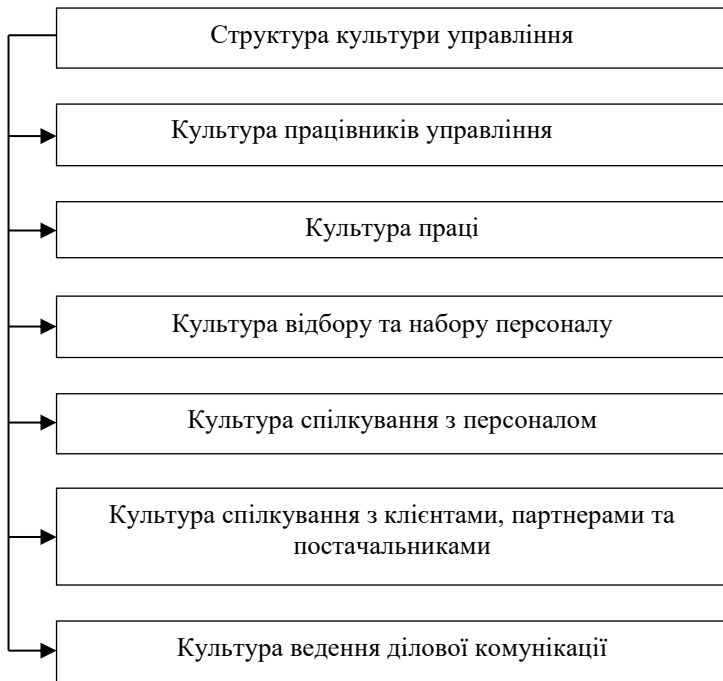 Структура культури управління
Культура працівників управління
Культура праці
Культура відбору та набору персоналу
Культура спілкування з персоналом
Культура спілкування з клієнтами, партнерами та
постачальниками
Культура ведення ділової комунікації